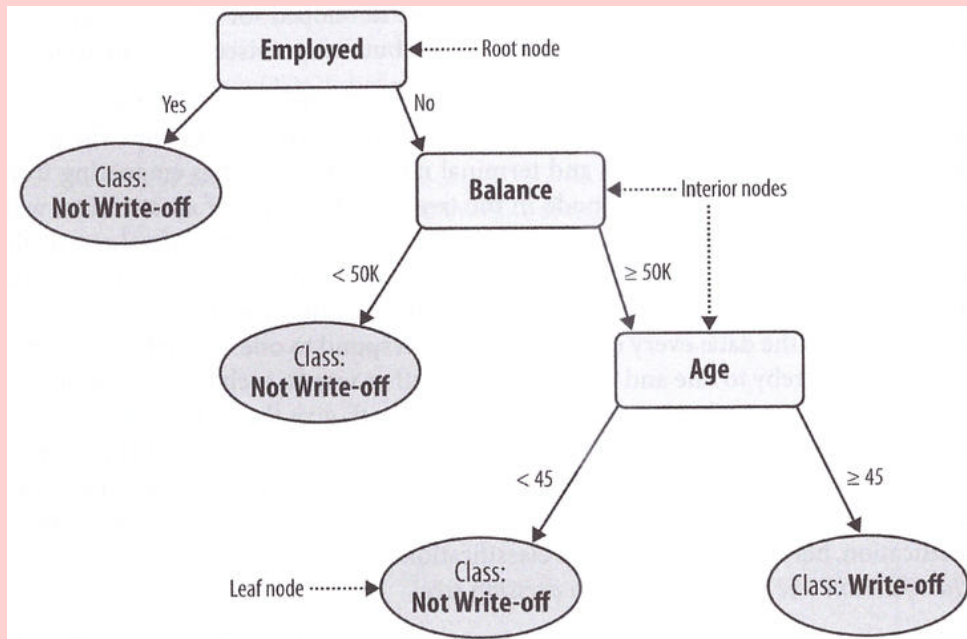 Employed
Root node
Yes
No
Class:
Not Write-off
Balance
Interior nodes
< 50K
≥ 50K
Class:
Not Write-off
Age
< 45
≥ 45
Leaf node
Class:
Not Write-off
Class: Write-off